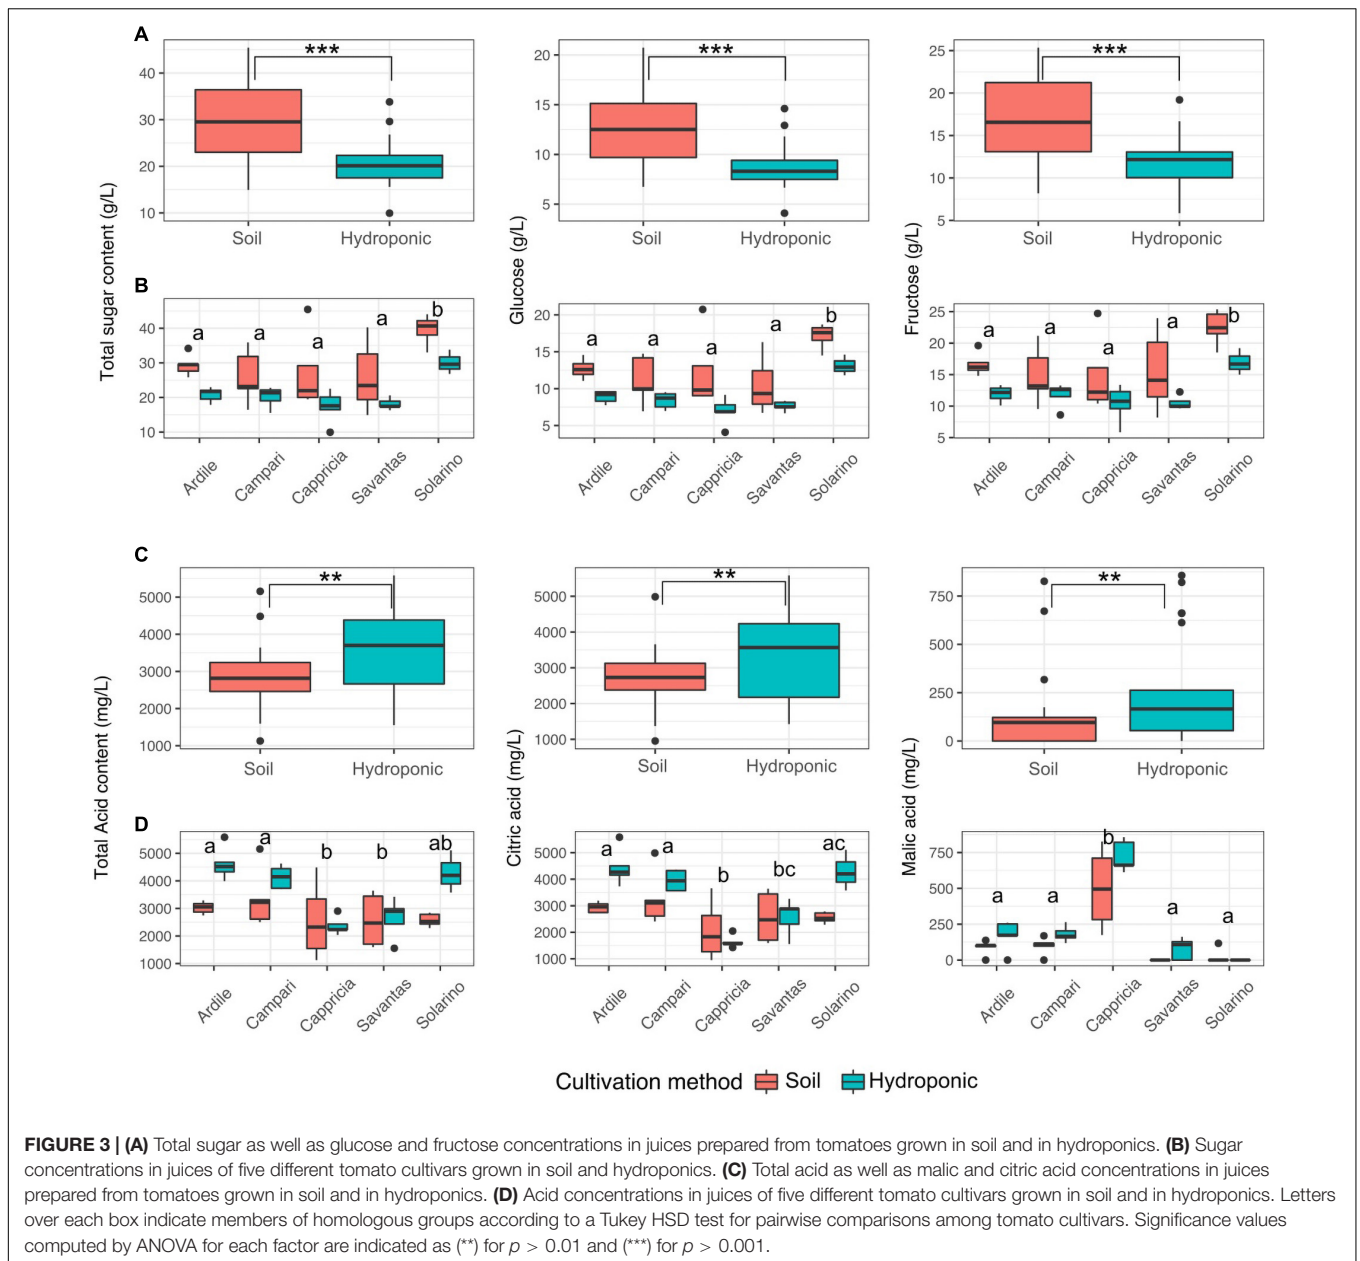 A
***
***
***
Total sugar content (g/L)
40
30
20
10
Soil Hydroponic
Glucose (g/L)
20
15
10
5
Soil Hydroponic
Fructose (g/L)
25
20
15
10
5
Soil Hydroponic
B
40
30
20
10
a a a a b
Ardile Campari Cappricia Savantas Solarino
20
15
10
5
a a a a b
Ardile Campari Cappricia Savantas Solarino
25
20
15
10
5
a a a a b
Ardile Campari Cappricia Savantas Solarino
C
**
**
**
Total Acid content (mg/L)
5000
4000
3000
2000
1000
Soil Hydroponic
Citric acid (mg/L)
5000
4000
3000
2000
1000
Soil Hydroponic
Malic acid (mg/L)
750
500
250
0
Soil Hydroponic
D
5000
4000
3000
2000
1000
a a b b ab
Ardile Campari Cappricia Savantas Solarino
5000
4000
3000
2000
1000
a a b bc ac
Ardile Campari Cappricia Savantas Solarino
750
500
250
0
a a b a a
Ardile Campari Cappricia Savantas Solarino
Cultivation method Soil Hydroponic
FIGURE 3 | (A) Total sugar as well as glucose and fructose concentrations in juices prepared from tomatoes grown in soil and in hydroponics. (B) Sugar
concentrations in juices of five different tomato cultivars grown in soil and hydroponics. (C) Total acid as well as malic and citric acid concentrations in juices
prepared from tomatoes grown in soil and in hydroponics. (D) Acid concentrations in juices of five different tomato cultivars grown in soil and in hydroponics. Letters
over each box indicate members of homologous groups according to a Tukey HSD test for pairwise comparisons among tomato cultivars. Significance values
computed by ANOVA for each factor are indicated as (**) for p > 0.01 and (***) for p > 0.001.